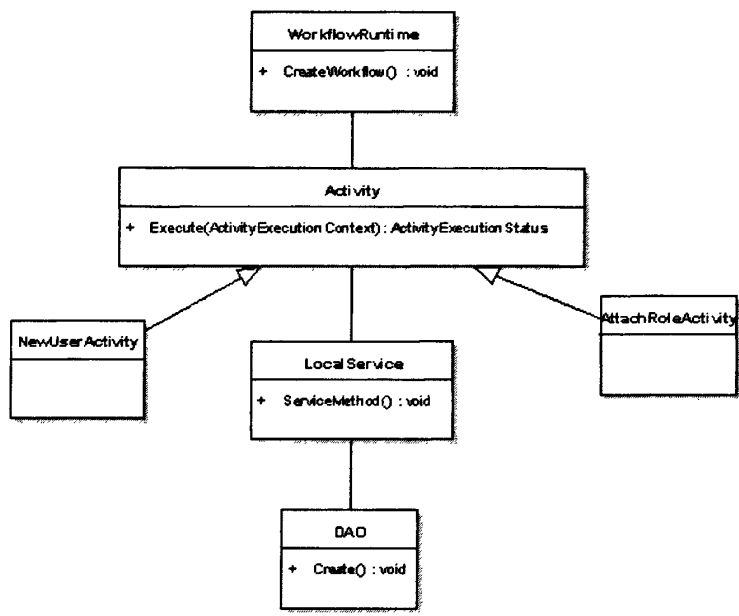 WorkflowRuntime
+ CreateWorkflow() : void
Activity
+ Execute(ActivityExecution Context) : ActivityExecution Status
NewUserActivity
AttachRoleActivity
Local Service
+ ServiceMethod() : void
DAO
+ Create() : void